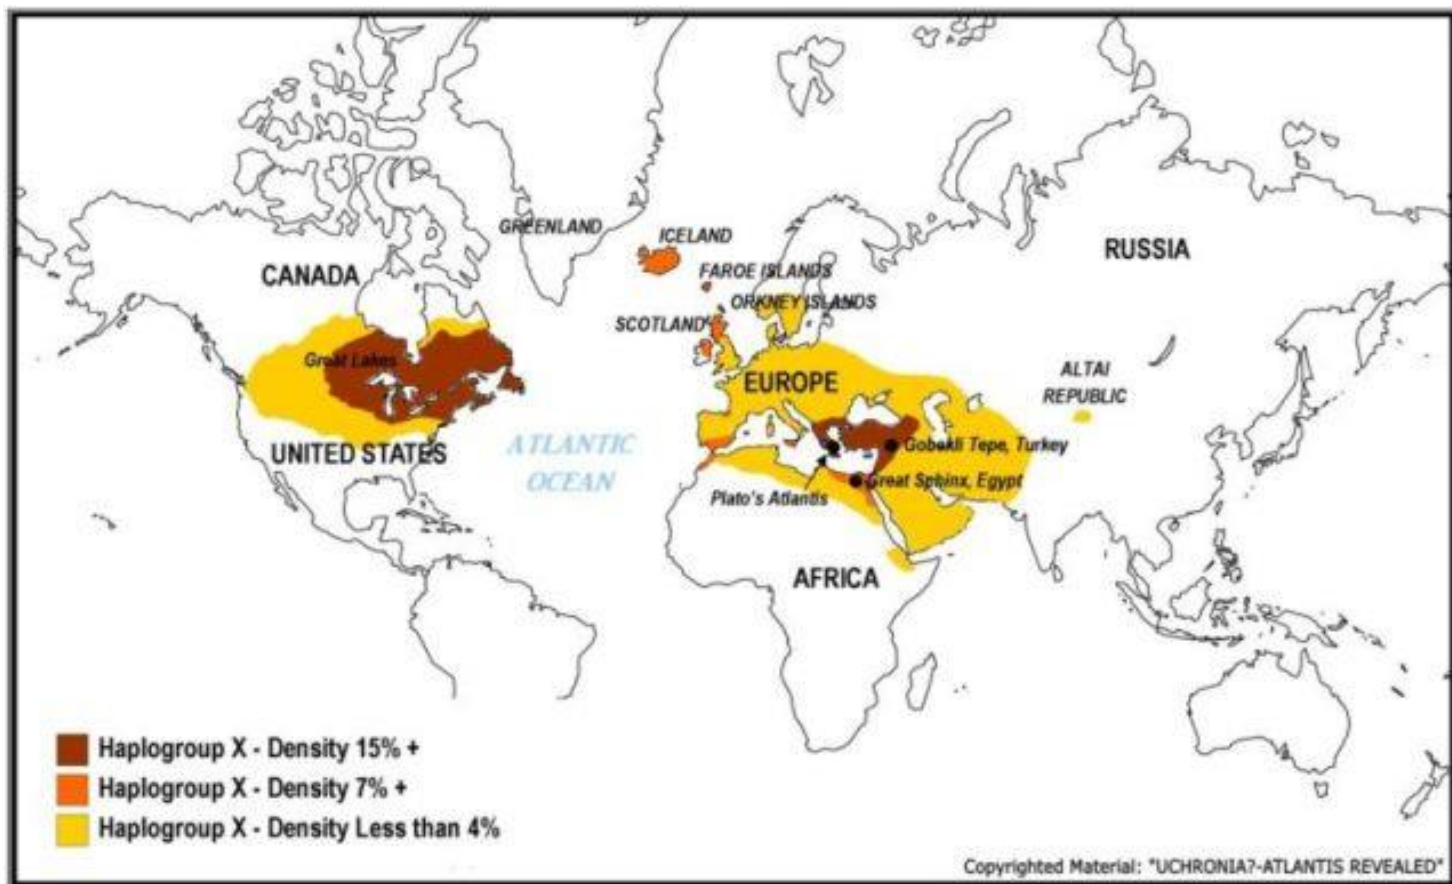 GREENLAND
ICELAND
RUSSIA
CANADA
FAROE ISLANDS
ORKNEY ISLANDS
SCOTLAND
Great Lakes
ALTAI
REPUBLIC
EUROPE
UNITED STATES
ATLANTIC
OCEAN
Gobekli Tepe, Turkey
Great Sphinx, Egypt
Plato's Atlantis
AFRICA
Haplogroup X - Density 15% +
Haplogroup X - Density 7% +
Haplogroup X - Density Less than 4%
Copyrighted Material: "UCHRONIA?-ATLANTIS REVEALED"